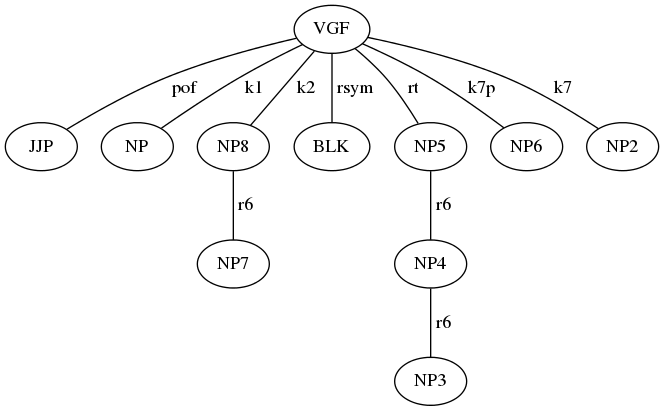 VGF
pof k1 k2 rsym rt k7p k7
JJP NP NP8 BLK NP5 NP6 NP2
r6 r6
NP7 NP4
r6
NP3